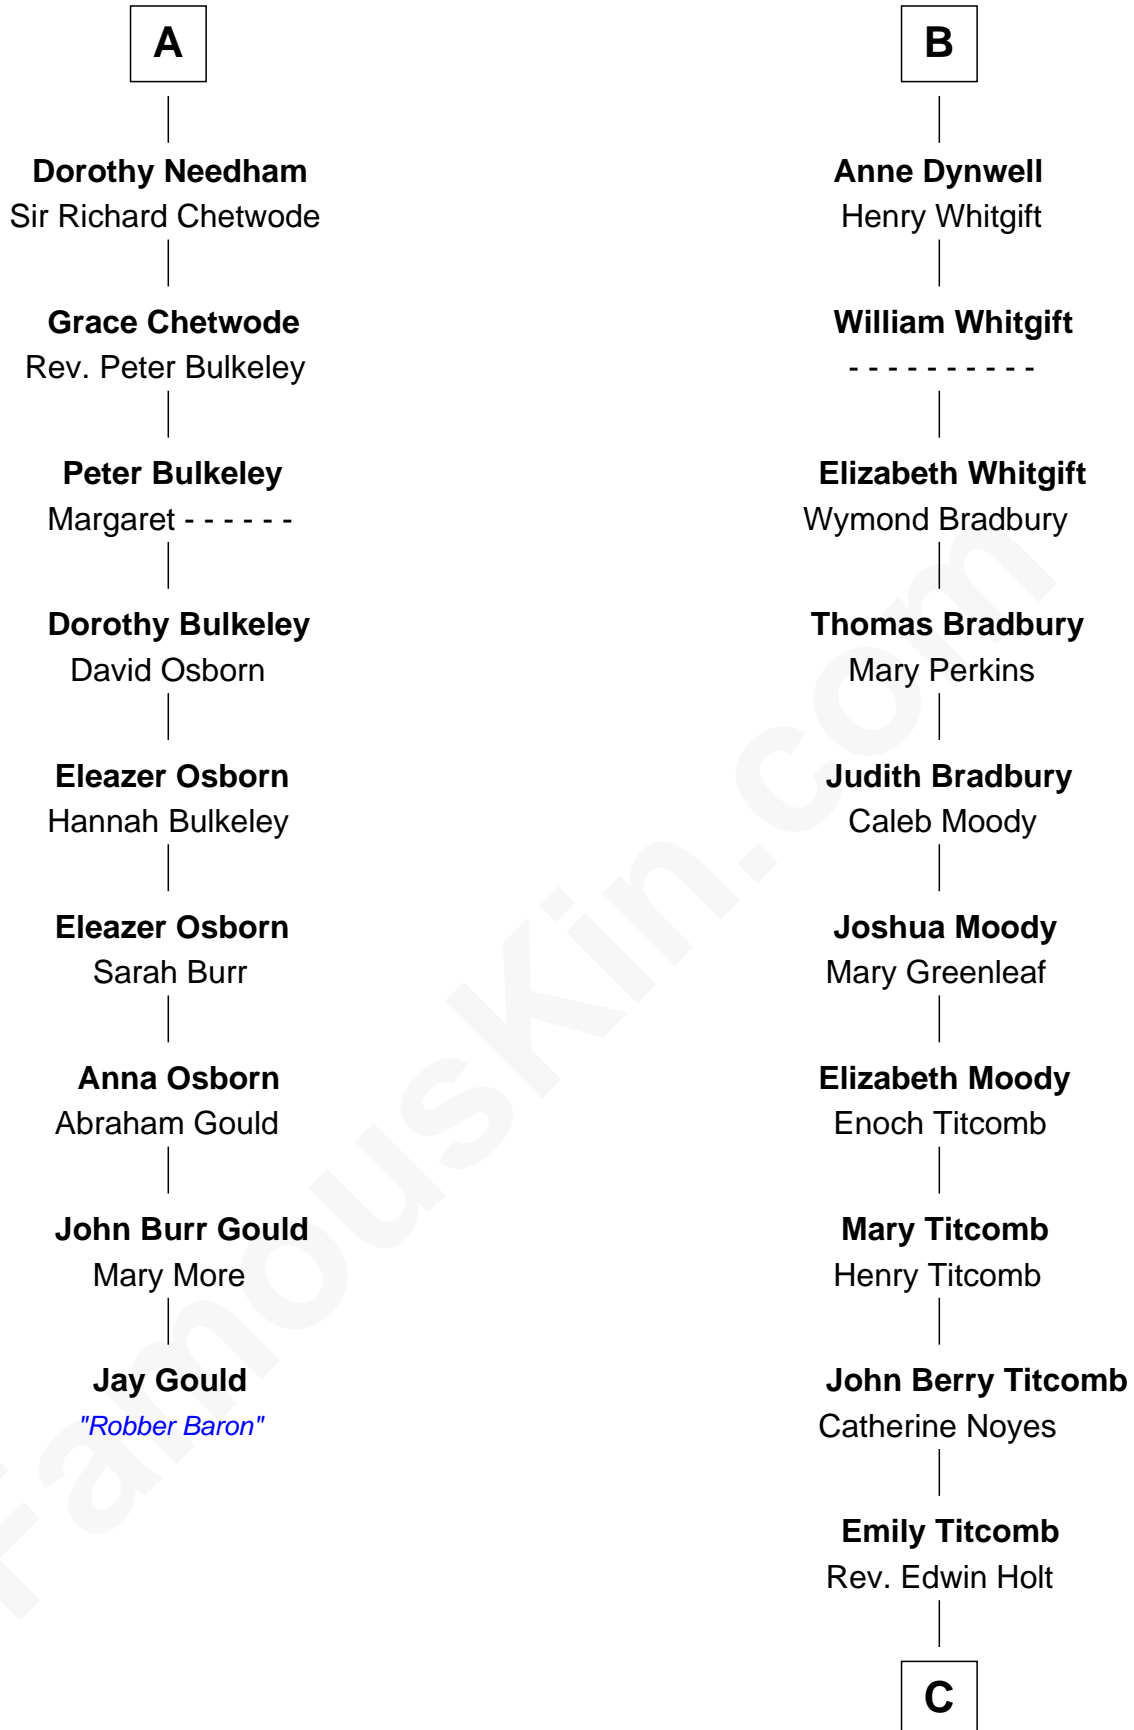 A
Dorothy Needham
Sir Richard Chetwode
Grace Chetwode
Rev. Peter Bulkeley
Peter Bulkeley
Margaret - - - - - -
Dorothy Bulkeley
David Osborn
Eleazer Osborn
Hannah Bulkeley
Eleazer Osborn
Sarah Burr
Anna Osborn
Abraham Gould
John Burr Gould
Mary More
Jay Gould
"Robber Baron"
B
Anne Dynwell
Henry Whitgift
William Whitgift
- - - - - - - - - -
Elizabeth Whitgift
Wymond Bradbury
Thomas Bradbury
Mary Perkins
Judith Bradbury
Caleb Moody
Joshua Moody
Mary Greenleaf
Elizabeth Moody
Enoch Titcomb
Mary Titcomb
Henry Titcomb
John Berry Titcomb
Catherine Noyes
Emily Titcomb
Rev. Edwin Holt
C
FamousKin.com